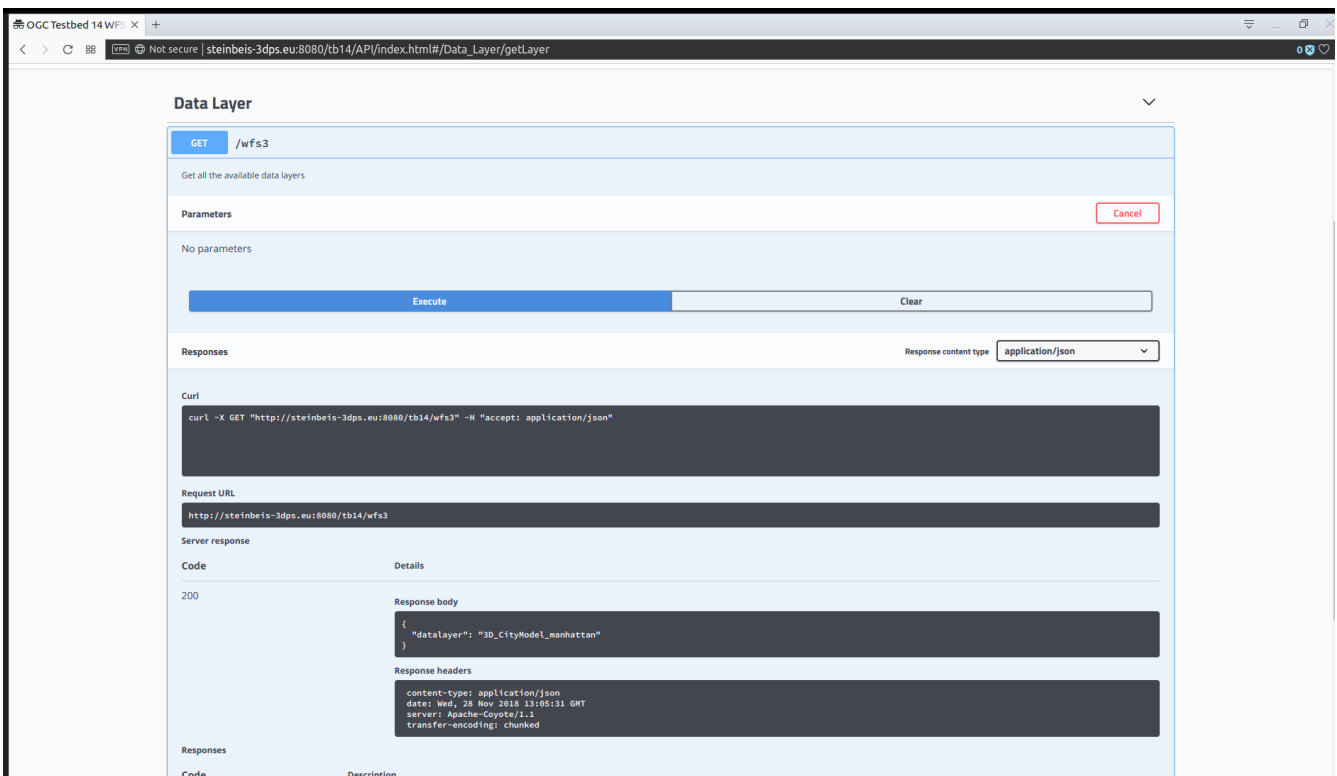 OGC Testbed 14 WFS
Not secure | steinbeis-3dps.eu:8080/tb14/API/index.html#/Data_Layer/getLayer
VPN
0
Data Layer
GET /wfs3
Get all the available data layers
Parameters
Cancel
No parameters
Execute
Clear
Responses
Response content type
application/json
Curl
curl -X GET "http://steinbeis-3dps.eu:8080/tb14/wfs3" -H "accept: application/json"
Request URL
http://steinbeis-3dps.eu:8080/tb14/wfs3
Server response
Code Details
200
Response body
{
"datalayer": "3D_CityModel_manhattan"
}
Response headers
content-type: application/json
date: Wed, 28 Nov 2018 13:05:31 GMT
server: Apache-Coyote/1.1
transfer-encoding: chunked
Responses
Code Description